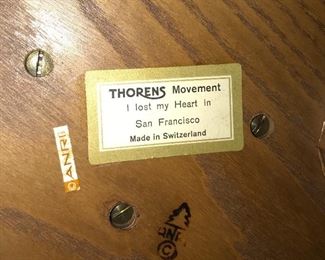 THORENS Movement
I lost my Heart in
San Francisco
Made in Switzerland
ANRI
©